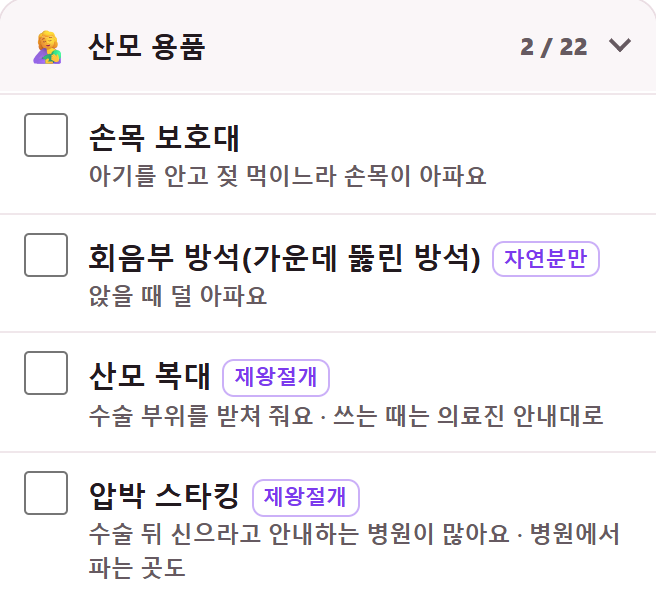 산모 용품
2 / 22
손목 보호대
아기를 안고 젖 먹이느라 손목이 아파요
회음부 방석(가운데 뚫린 방석) 자연분만
앉을 때 덜 아파요
산모 복대 제왕절개
수술 부위를 받쳐 줘요 · 쓰는 때는 의료진 안내대로
압박 스타킹 제왕절개
수술 뒤 신으라고 안내하는 병원이 많아요 · 병원에서
파는 곳도